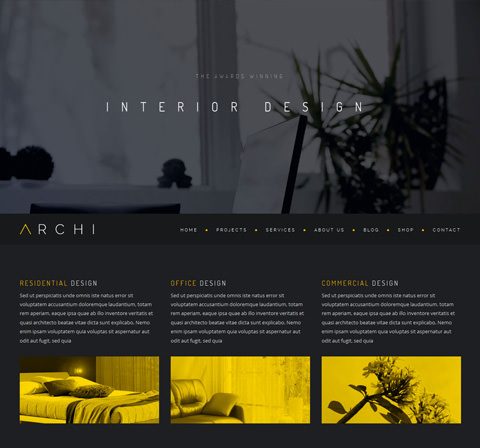 THE AWARDS WINNING
INTERIOR DESIGN
ARCHI
HOME PROJECTS SERVICES ABOUT US BLOG SHOP CONTACT
RESIDENTIAL DESIGN
Sed ut perspiciatis unde omnis iste natus error sit
voluptatem accusantium doloremque laudantium, totam
rem aperiam, eaque ipsa quae ab illo inventore veritatis et
quasi architecto beatae vitae dicta sunt explicabo. Nemo
enim ipsam voluptatem quia voluptas sit aspernatur aut
odit aut fugit, sed quia
OFFICE DESIGN
Sed ut perspiciatis unde omnis iste natus error sit
voluptatem accusantium doloremque laudantium, totam
rem aperiam, eaque ipsa quae ab illo inventore veritatis et
quasi architecto beatae vitae dicta sunt explicabo. Nemo
enim ipsam voluptatem quia voluptas sit aspernatur aut
odit aut fugit, sed quia
COMMERCIAL DESIGN
Sed ut perspiciatis unde omnis iste natus error sit
voluptatem accusantium doloremque laudantium, totam
rem aperiam, eaque ipsa quae ab illo inventore veritatis et
quasi architecto beatae vitae dicta sunt explicabo. Nemo
enim ipsam voluptatem quia voluptas sit aspernatur aut
odit aut fugit, sed quia